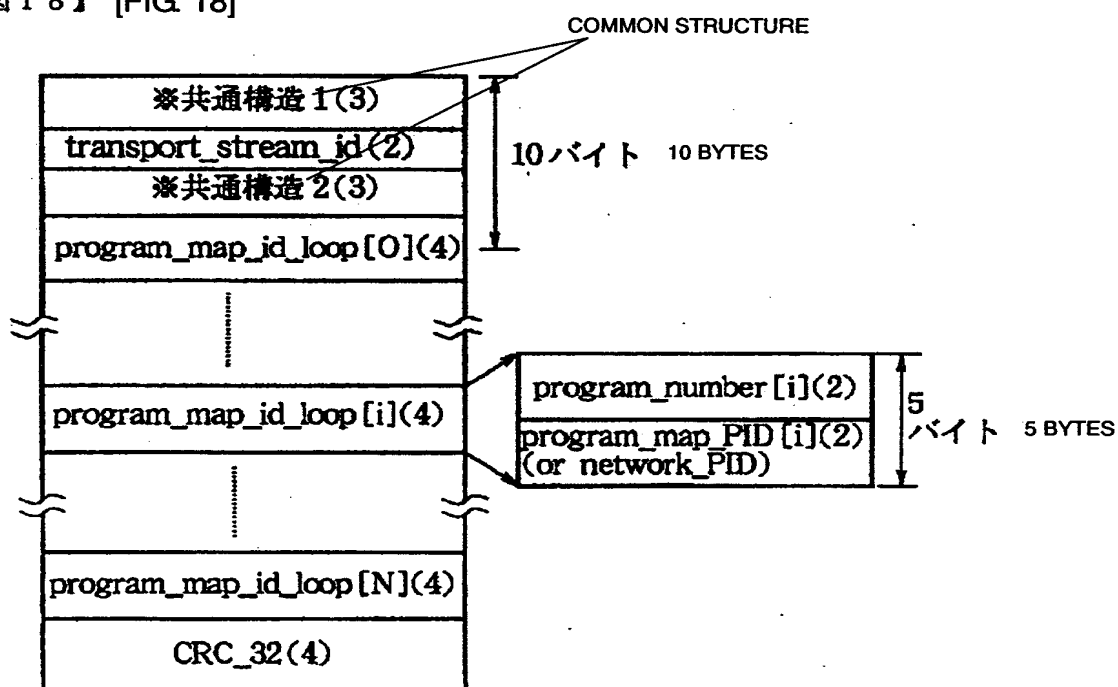 図１８】 [FIG. 18]
COMMON STRUCTURE
※共通構造1(3)
transport_stream_id(2)
※共通構造2(3)
program_map_id_loop[0](4)
10バイト 10 BYTES
program_map_id_loop[i](4)
program_number[i](2)
program_map_PID[i](2)
(or network_PID)
5
バイト 5 BYTES
program_map_id_loop[N](4)
CRC_32(4)